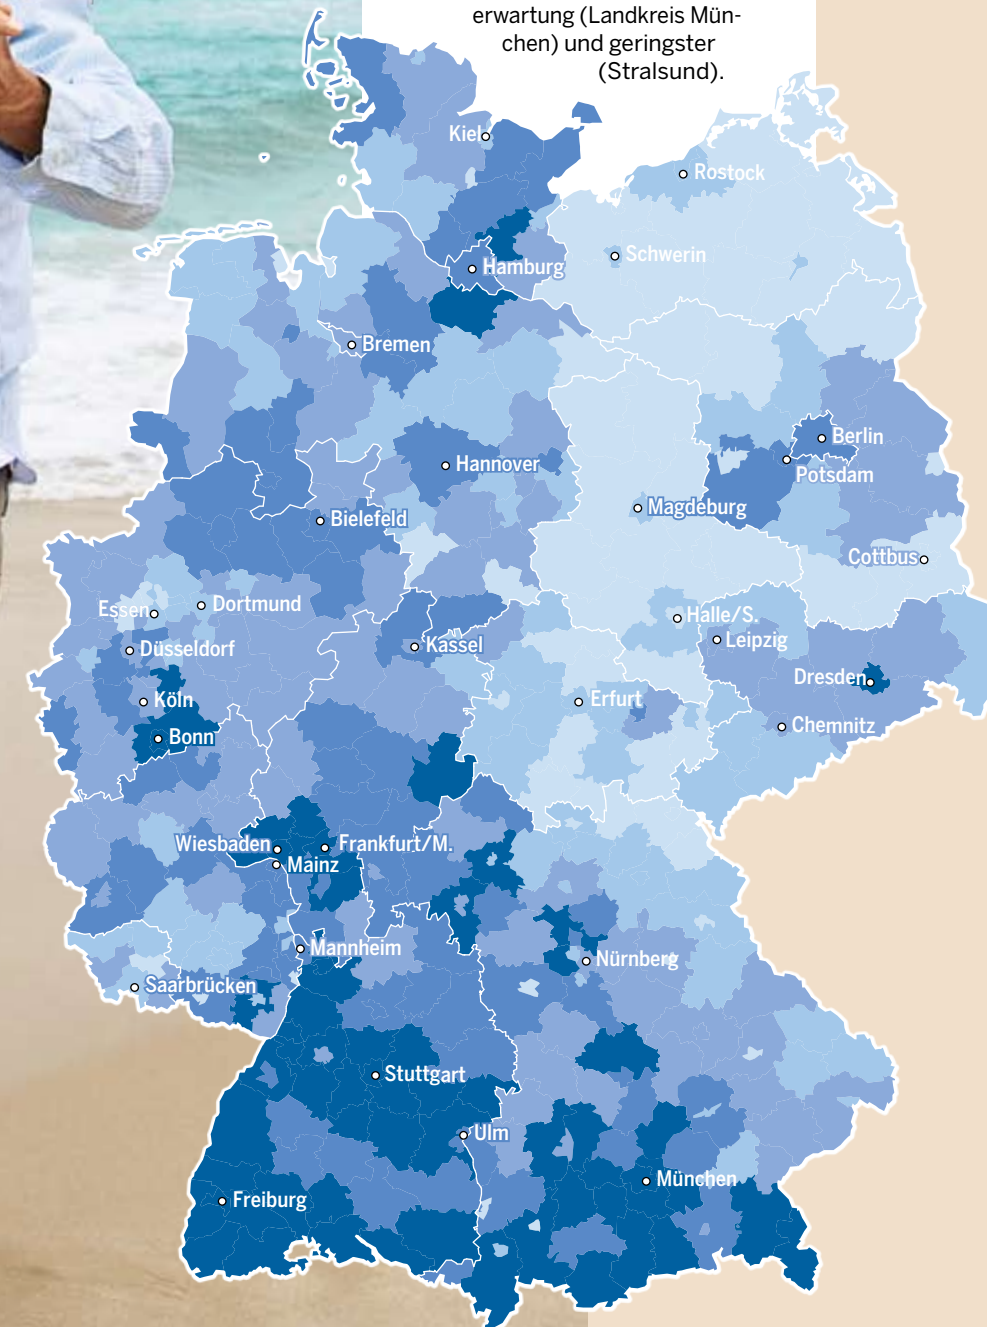 erwartung (Landkreis Mün-
chen) und geringster
(Stralsund).
Kiel
Rostock
Schwerin
Hamburg
Bremen
Berlin
Hannover
Potsdam
Magdeburg
Bielefeld
Cottbus
Essen
Dortmund
Halle/S.
Leipzig
Düsseldorf
Kassel
Dresden
Köln
Erfurt
Chemnitz
Bonn
Wiesbaden
Frankfurt/M.
Mainz
Mannheim
Nürnberg
Saarbrücken
Stuttgart
Ulm
München
Freiburg